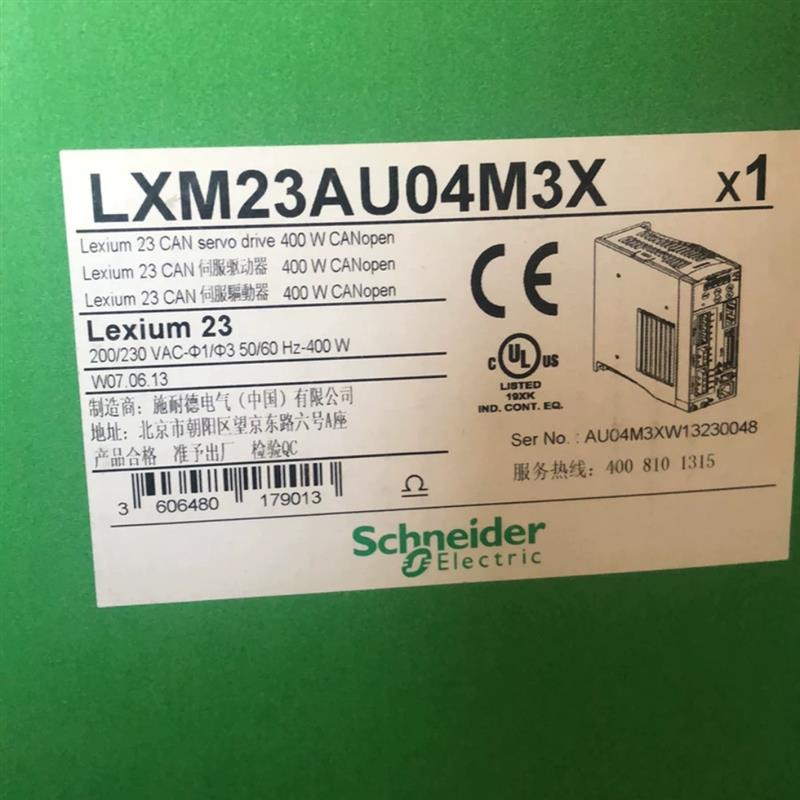 LXM23AU04M3X x1
Lexium 23 CAN servo drive 400 W CANopen
Lexium 23 CAN 伺服驱动器 400 W CANopen
Lexium 23 CAN 伺服驅動器 400 W CANopen
Lexium 23
200/230 VAC-Φ1/Φ3 50/60 Hz-400 W
W07.06.13
制造商：施耐德电气（中国）有限公司
地址：北京市朝阳区望京东路六号A座
产品合格 准予出厂 检验QC
3 606480 179013
CE
c UL US
LISTED
19XK
IND. CONT. EQ.
Ser No. : AU04M3XW13230048
服务热线：400 810 1315
Schneider
Electric